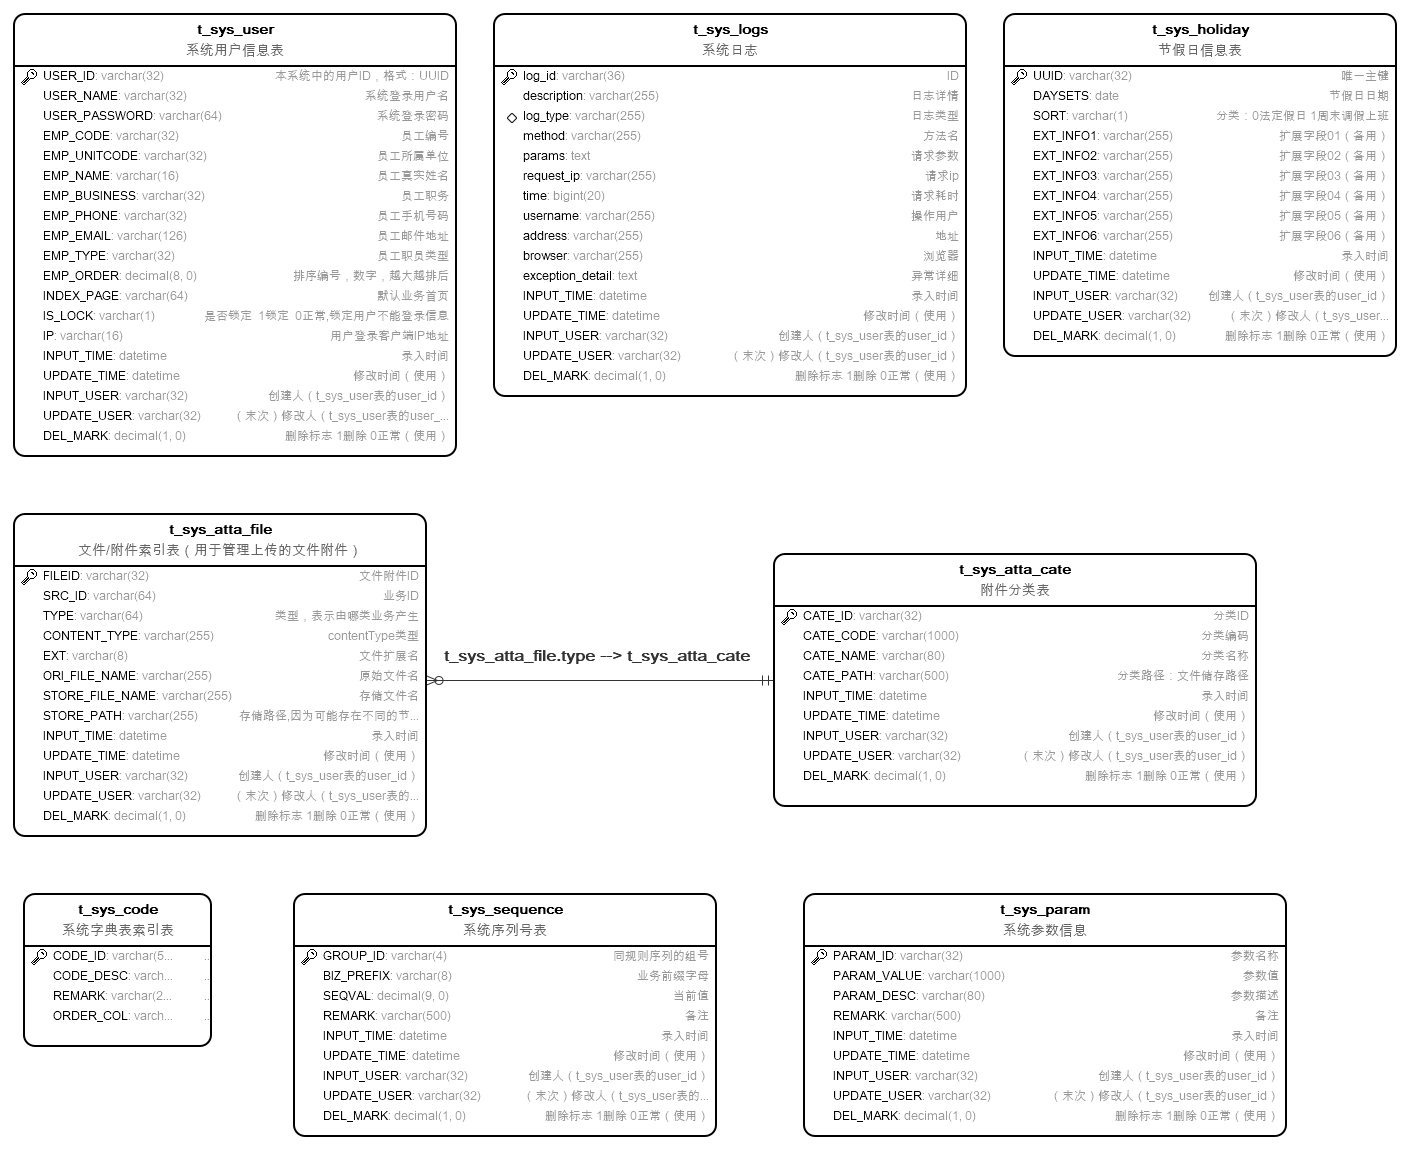 t_sys_user
系统用户信息表
USER_ID: varchar(32) 本系统中的用户ID，格式：UUID
USER_NAME: varchar(32) 系统登录用户名
USER_PASSWORD: varchar(64) 系统登录密码
EMP_CODE: varchar(32) 员工编号
EMP_UNITCODE: varchar(32) 员工所属单位
EMP_NAME: varchar(16) 员工真实姓名
EMP_BUSINESS: varchar(32) 员工职务
EMP_PHONE: varchar(32) 员工手机号码
EMP_EMAIL: varchar(126) 员工邮件地址
EMP_TYPE: varchar(32) 员工职员类型
EMP_ORDER: decimal(8, 0) 排序编号，数字，越大越排后
INDEX_PAGE: varchar(64) 默认业务首页
IS_LOCK: varchar(1) 是否锁定 1锁定 0正常,锁定用户不能登录信息
IP: varchar(16) 用户登录客户端IP地址
INPUT_TIME: datetime 录入时间
UPDATE_TIME: datetime 修改时间（使用）
INPUT_USER: varchar(32) 创建人（t_sys_user表的user_id）
UPDATE_USER: varchar(32) （末次）修改人（t_sys_user表的user_...
DEL_MARK: decimal(1, 0) 删除标志 1删除 0正常（使用）
t_sys_logs
系统日志
log_id: varchar(36) ID
description: varchar(255) 日志详情
log_type: varchar(255) 日志类型
method: varchar(255) 方法名
params: text 请求参数
request_ip: varchar(255) 请求ip
time: bigint(20) 请求耗时
username: varchar(255) 操作用户
address: varchar(255) 地址
browser: varchar(255) 浏览器
exception_detail: text 异常详细
INPUT_TIME: datetime 录入时间
UPDATE_TIME: datetime 修改时间（使用）
INPUT_USER: varchar(32) 创建人（t_sys_user表的user_id）
UPDATE_USER: varchar(32) （末次）修改人（t_sys_user表的user_id）
DEL_MARK: decimal(1, 0) 删除标志 1删除 0正常（使用）
t_sys_holiday
节假日信息表
UUID: varchar(32) 唯一主键
DAYSETS: date 节假日日期
SORT: varchar(1) 分类：0法定假日 1周末调假上班
EXT_INFO1: varchar(255) 扩展字段01（备用）
EXT_INFO2: varchar(255) 扩展字段02（备用）
EXT_INFO3: varchar(255) 扩展字段03（备用）
EXT_INFO4: varchar(255) 扩展字段04（备用）
EXT_INFO5: varchar(255) 扩展字段05（备用）
EXT_INFO6: varchar(255) 扩展字段06（备用）
INPUT_TIME: datetime 录入时间
UPDATE_TIME: datetime 修改时间（使用）
INPUT_USER: varchar(32) 创建人（t_sys_user表的user_id）
UPDATE_USER: varchar(32) （末次）修改人（t_sys_user...
DEL_MARK: decimal(1, 0) 删除标志 1删除 0正常（使用）
t_sys_atta_file
文件/附件索引表（用于管理上传的文件附件）
FILEID: varchar(32) 文件附件ID
SRC_ID: varchar(64) 业务ID
TYPE: varchar(64) 类型，表示由哪类业务产生
CONTENT_TYPE: varchar(255) contentType类型
EXT: varchar(8) 文件扩展名
ORI_FILE_NAME: varchar(255) 原始文件名
STORE_FILE_NAME: varchar(255) 存储文件名
STORE_PATH: varchar(255) 存储路径,因为可能存在不同的节...
INPUT_TIME: datetime 录入时间
UPDATE_TIME: datetime 修改时间（使用）
INPUT_USER: varchar(32) 创建人（t_sys_user表的user_id）
UPDATE_USER: varchar(32) （末次）修改人（t_sys_user表的...
DEL_MARK: decimal(1, 0) 删除标志 1删除 0正常（使用）
t_sys_atta_file.type --> t_sys_atta_cate
t_sys_atta_cate
附件分类表
CATE_ID: varchar(32) 分类ID
CATE_CODE: varchar(1000) 分类编码
CATE_NAME: varchar(80) 分类名称
CATE_PATH: varchar(500) 分类路径：文件储存路径
INPUT_TIME: datetime 录入时间
UPDATE_TIME: datetime 修改时间（使用）
INPUT_USER: varchar(32) 创建人（t_sys_user表的user_id）
UPDATE_USER: varchar(32) （末次）修改人（t_sys_user表的user_id）
DEL_MARK: decimal(1, 0) 删除标志 1删除 0正常（使用）
t_sys_code
系统字典表索引表
CODE_ID: varchar(5... ..
CODE_DESC: varch... ..
REMARK: varchar(2... ..
ORDER_COL: varch... ..
t_sys_sequence
系统序列号表
GROUP_ID: varchar(4) 同规则序列的组号
BIZ_PREFIX: varchar(8) 业务前缀字母
SEQVAL: decimal(9, 0) 当前值
REMARK: varchar(500) 备注
INPUT_TIME: datetime 录入时间
UPDATE_TIME: datetime 修改时间（使用）
INPUT_USER: varchar(32) 创建人（t_sys_user表的user_id）
UPDATE_USER: varchar(32) （末次）修改人（t_sys_user表的...
DEL_MARK: decimal(1, 0) 删除标志 1删除 0正常（使用）
t_sys_param
系统参数信息
PARAM_ID: varchar(32) 参数名称
PARAM_VALUE: varchar(1000) 参数值
PARAM_DESC: varchar(80) 参数描述
REMARK: varchar(500) 备注
INPUT_TIME: datetime 录入时间
UPDATE_TIME: datetime 修改时间（使用）
INPUT_USER: varchar(32) 创建人（t_sys_user表的user_id）
UPDATE_USER: varchar(32) （末次）修改人（t_sys_user表的user_id）
DEL_MARK: decimal(1, 0) 删除标志 1删除 0正常（使用）